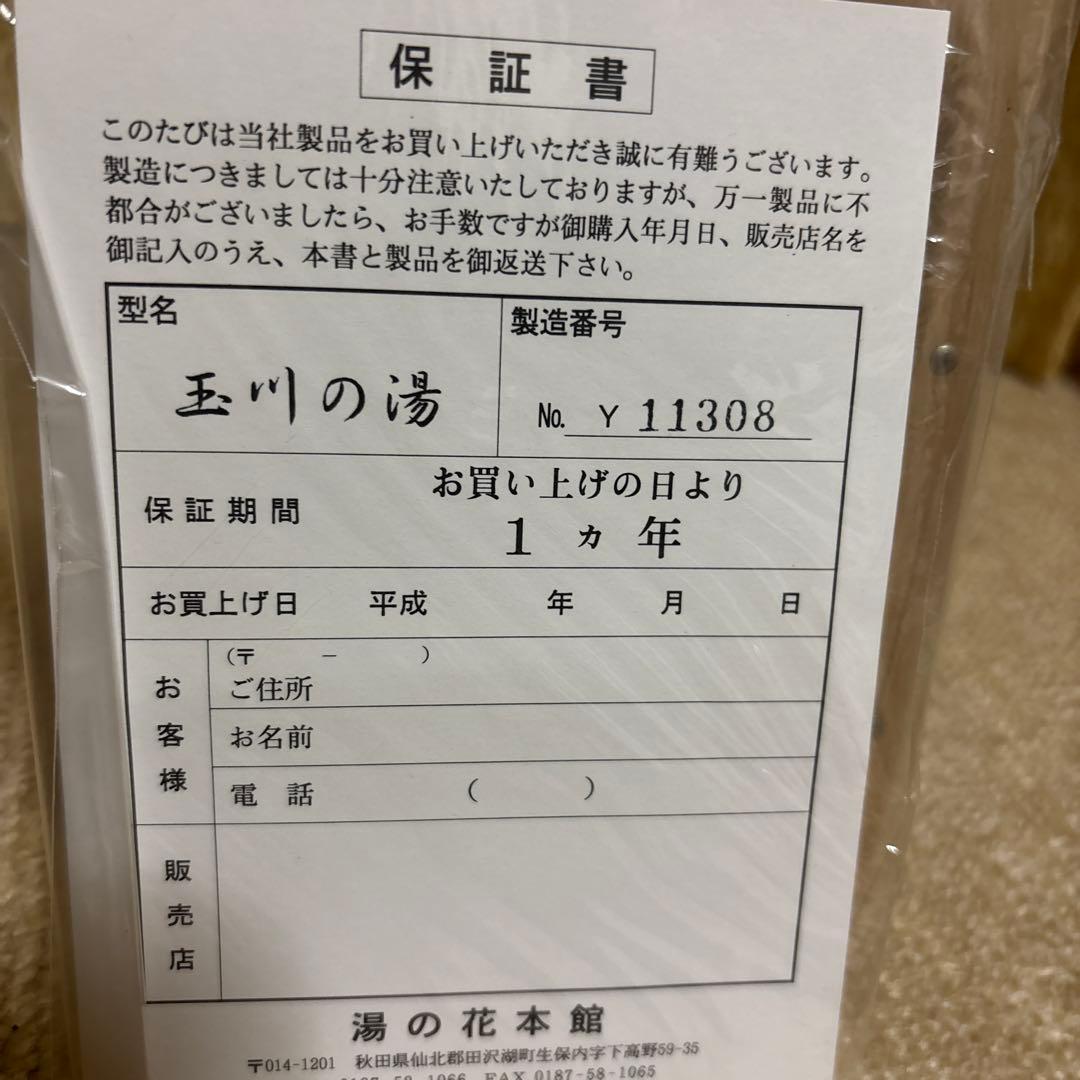 保証書
このたびは当社製品をお買い上げいただき誠に有難うございます。
製造につきましては十分注意いたしておりますが、万一製品に不
都合がございましたら、お手数ですが御購入年月日、販売店名を
御記入のうえ、本書と製品を御返送下さい。
型名
玉川の湯
製造番号
No. Y 11308
保証期間
お買い上げの日より
1ヵ年
お買上げ日 平成 年 月 日
お客様
(〒 - )
ご住所
お名前
電話 ( )
販売店
湯の花本館
〒014-1201 秋田県仙北郡田沢湖町生保内字下高野59-35
0187-58-1066 FAX 0187-58-1065